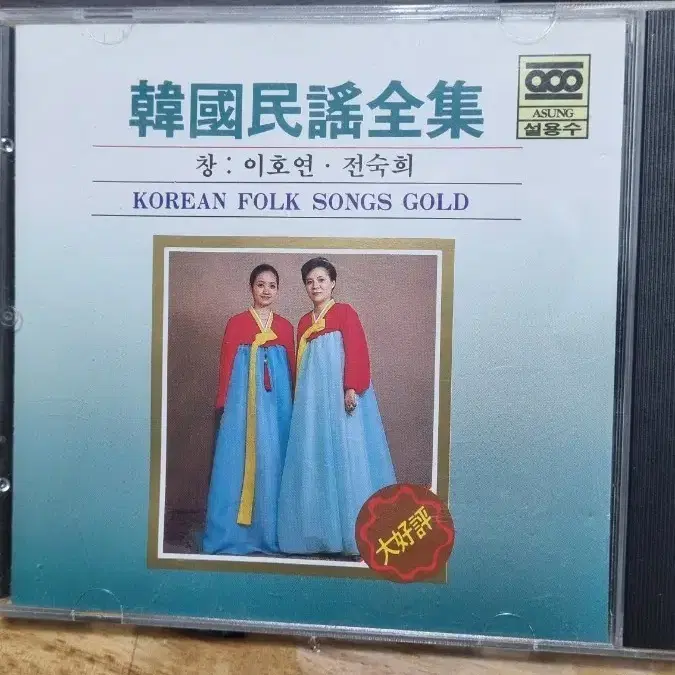 韓國民謠全集
ASUNG
설용수
창: 이호연 · 전숙희
KOREAN FOLK SONGS GOLD
大好評